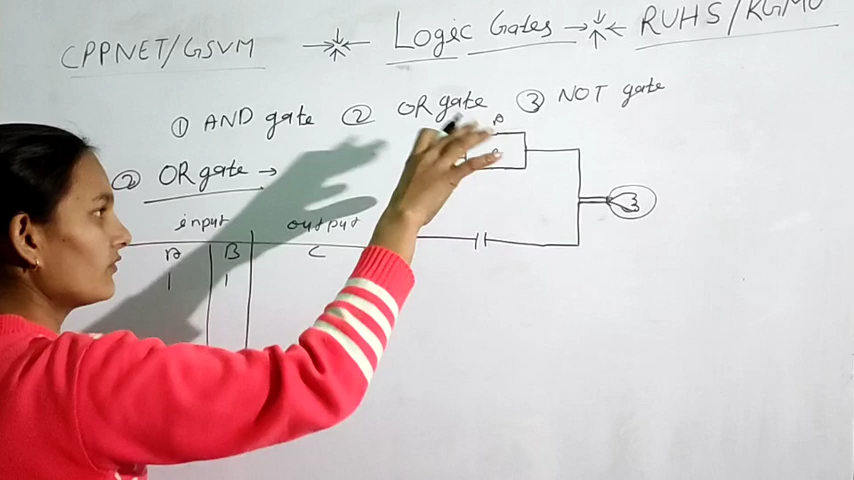 CPPNET/GSVM Logic Gates RUHS/KGMU
① AND gate ② OR gate ③ NOT gate
② OR gate →
input output
A B C
1 1
A